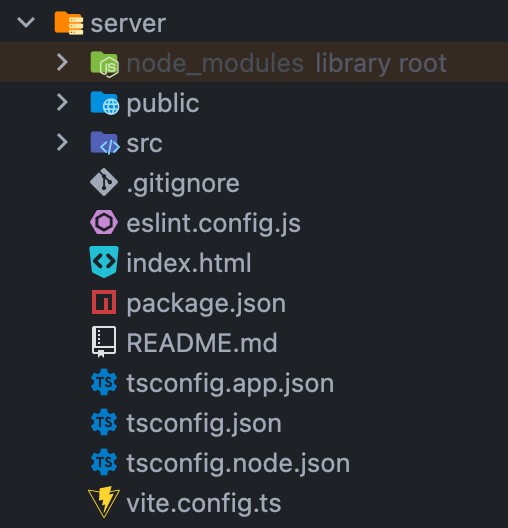 server
node_modules library root
public
src
.gitignore
eslint.config.js
index.html
package.json
README.md
tsconfig.app.json
tsconfig.json
tsconfig.node.json
vite.config.ts